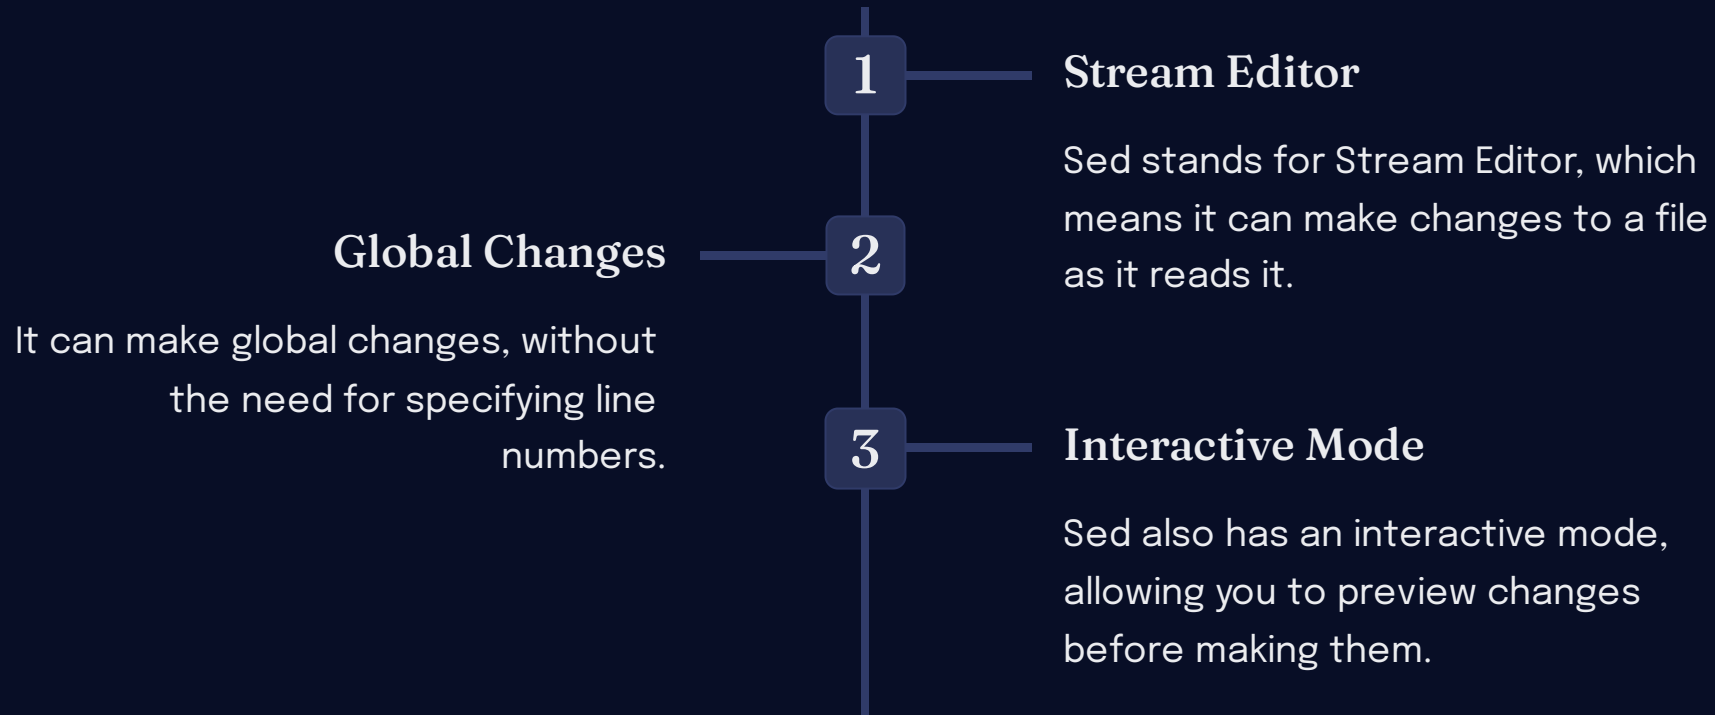 1
Stream Editor
Sed stands for Stream Editor, which
means it can make changes to a file
as it reads it.
2
Global Changes
It can make global changes, without
the need for specifying line
numbers.
3
Interactive Mode
Sed also has an interactive mode,
allowing you to preview changes
before making them.